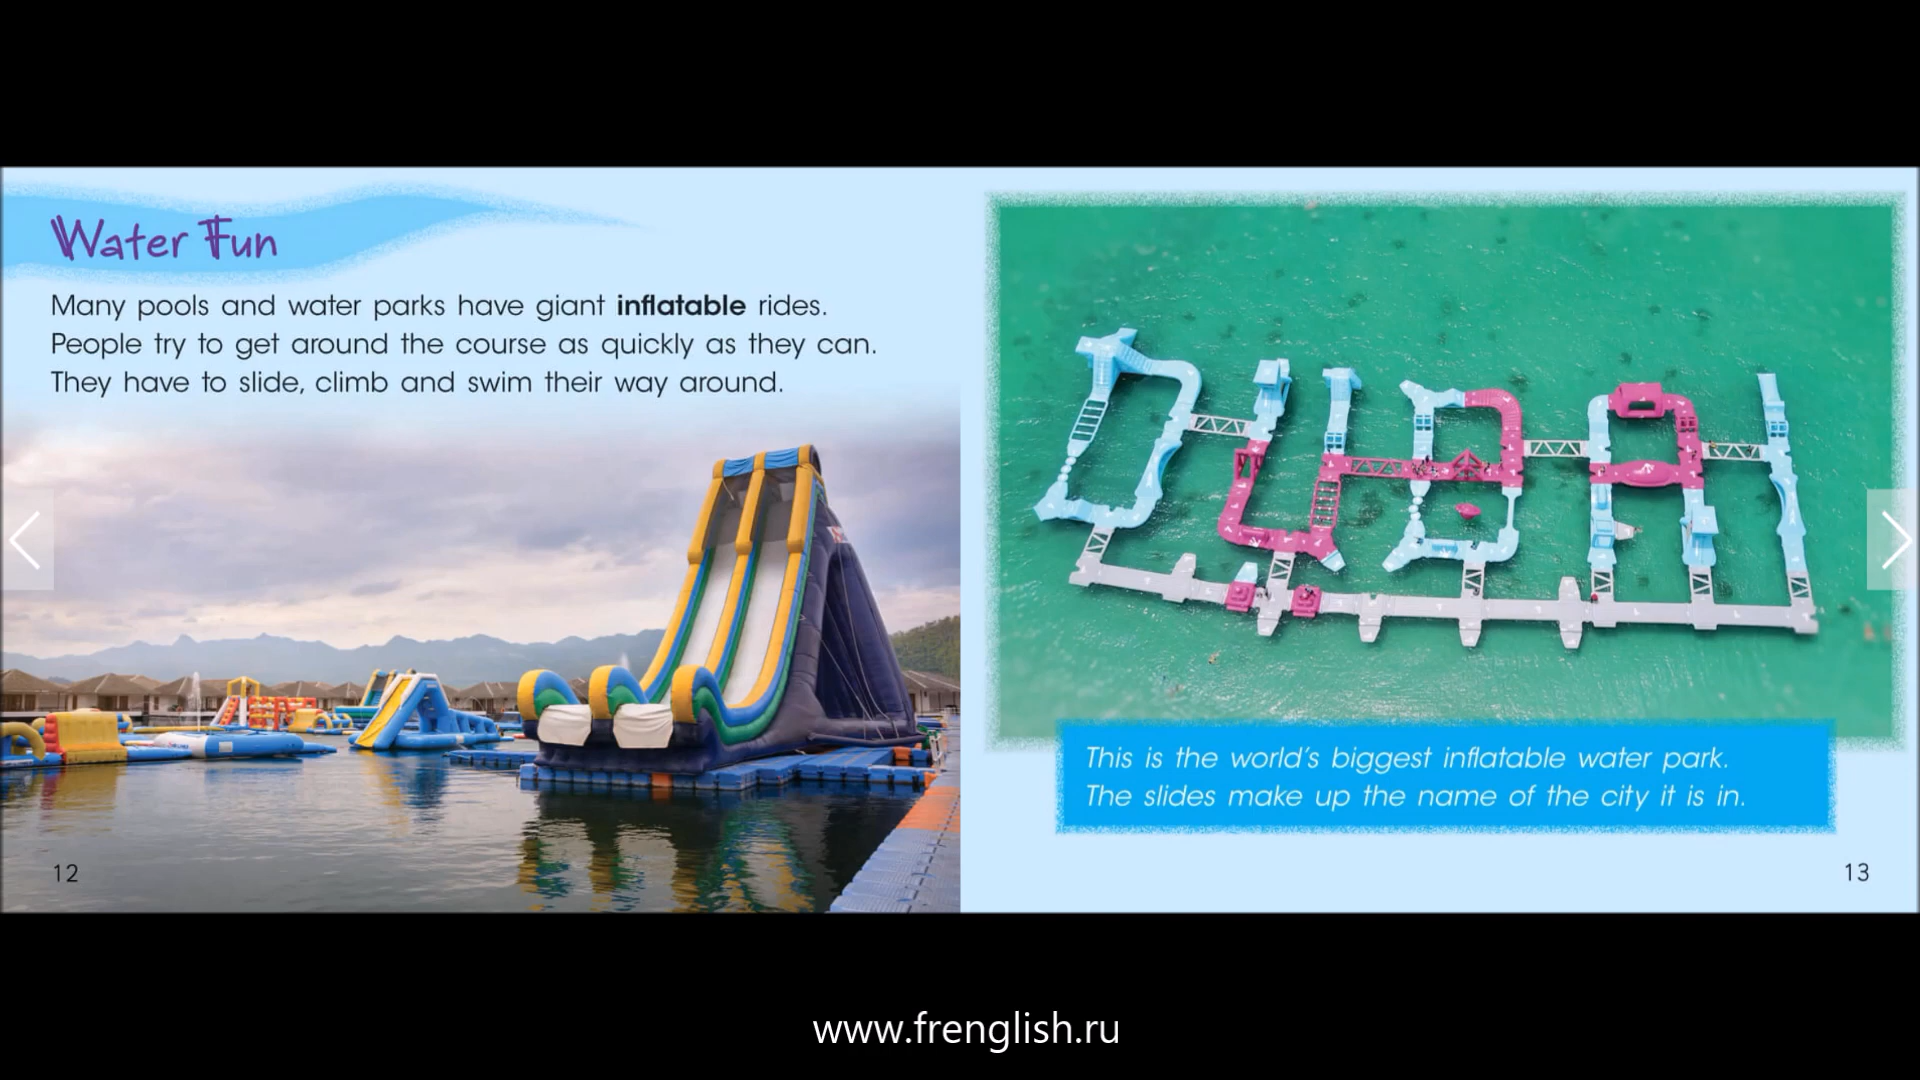 Water Fun
Many pools and water parks have giant inflatable rides.
People try to get around the course as quickly as they can.
They have to slide, climb and swim their way around.
12
DUBAI
This is the world's biggest inflatable water park.
The slides make up the name of the city it is in.
13
www.frenglish.ru